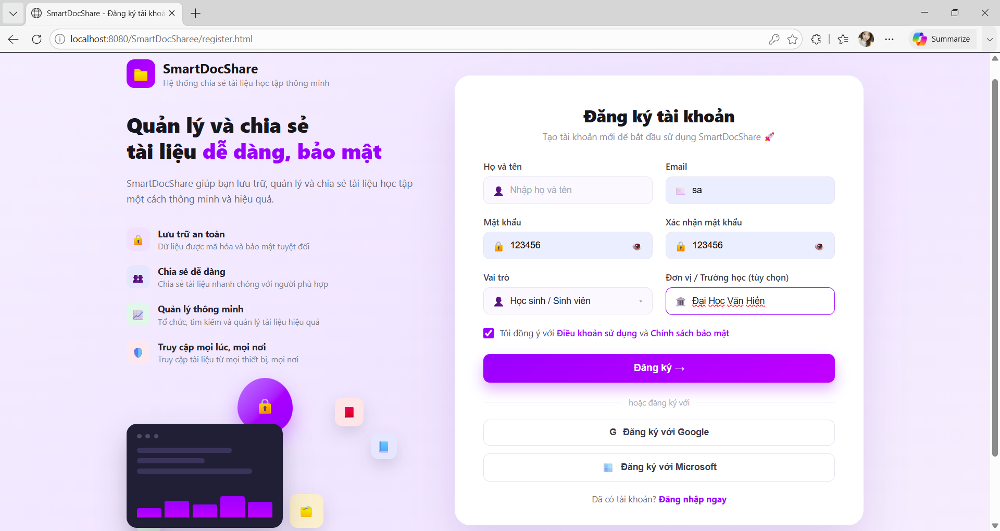 SmartDocShare - Đăng ký tài khoả
localhost:8080/SmartDocSharee/register.html
Summarize
SmartDocShare
Hệ thống chia sẻ tài liệu học tập thông minh
Quản lý và chia sẻ
tài liệu dễ dàng, bảo mật
SmartDocShare giúp bạn lưu trữ, quản lý và chia sẻ tài liệu học tập
một cách thông minh và hiệu quả.
Lưu trữ an toàn
Dữ liệu được mã hóa và bảo mật tuyệt đối
Chia sẻ dễ dàng
Chia sẻ tài liệu nhanh chóng với người phù hợp
Quản lý thông minh
Tổ chức, tìm kiếm và quản lý tài liệu hiệu quả
Truy cập mọi lúc, mọi nơi
Truy cập tài liệu từ mọi thiết bị, mọi nơi
Đăng ký tài khoản
Tạo tài khoản mới để bắt đầu sử dụng SmartDocShare 🚀
Họ và tên
Nhập họ và tên
Email
sa
Mật khẩu
123456
Xác nhận mật khẩu
123456
Vai trò
Học sinh / Sinh viên
Đơn vị / Trường học (tùy chọn)
Đại Học Văn Hiến
Tôi đồng ý với Điều khoản sử dụng và Chính sách bảo mật
Đăng ký →
hoặc đăng ký với
G Đăng ký với Google
Đăng ký với Microsoft
Đã có tài khoản? Đăng nhập ngay